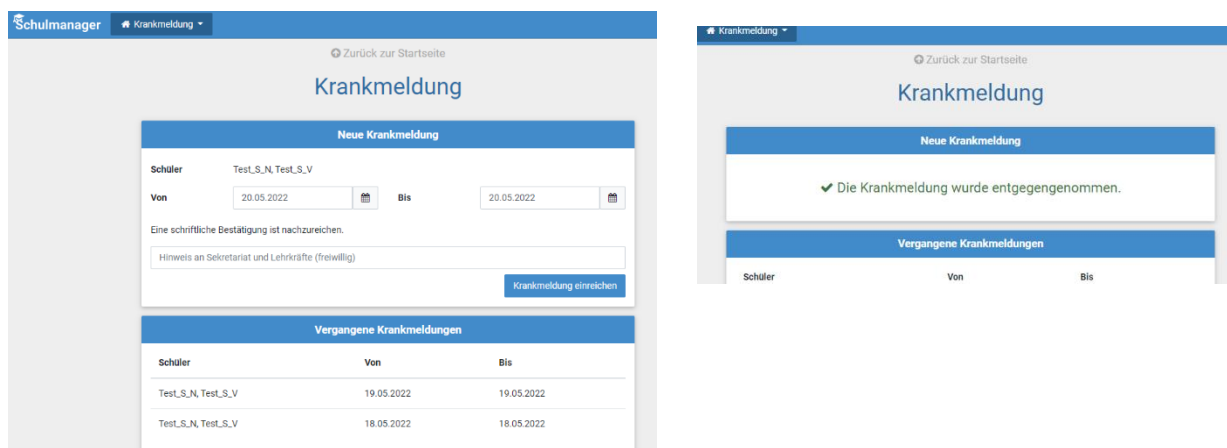 Schulmanager Krankmeldung
Zurück zur Startseite
Krankmeldung
Neue Krankmeldung
Schüler Test_S_N, Test_S_V
Von 20.05.2022 Bis 20.05.2022
Eine schriftliche Bestätigung ist nachzureichen.
Hinweis an Sekretariat und Lehrkräfte (freiwillig)
Krankmeldung einreichen
Vergangene Krankmeldungen
Schüler Von Bis
Test_S_N, Test_S_V 19.05.2022 19.05.2022
Test_S_N, Test_S_V 18.05.2022 18.05.2022
Krankmeldung
Zurück zur Startseite
Krankmeldung
Neue Krankmeldung
Die Krankmeldung wurde entgegengenommen.
Vergangene Krankmeldungen
Schüler Von Bis